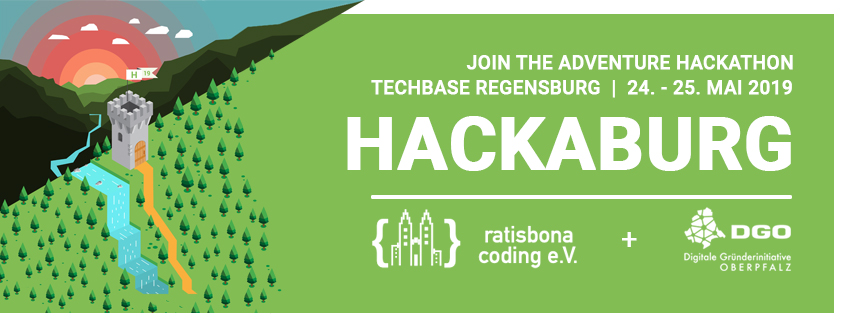 H 19
JOIN THE ADVENTURE HACKATHON
TECHBASE REGENSBURG | 24. - 25. MAI 2019
HACKABURG
{ } ratisbona
coding e.V.
+
DGO
Digitale Gründerinitiative
OBERPFALZ